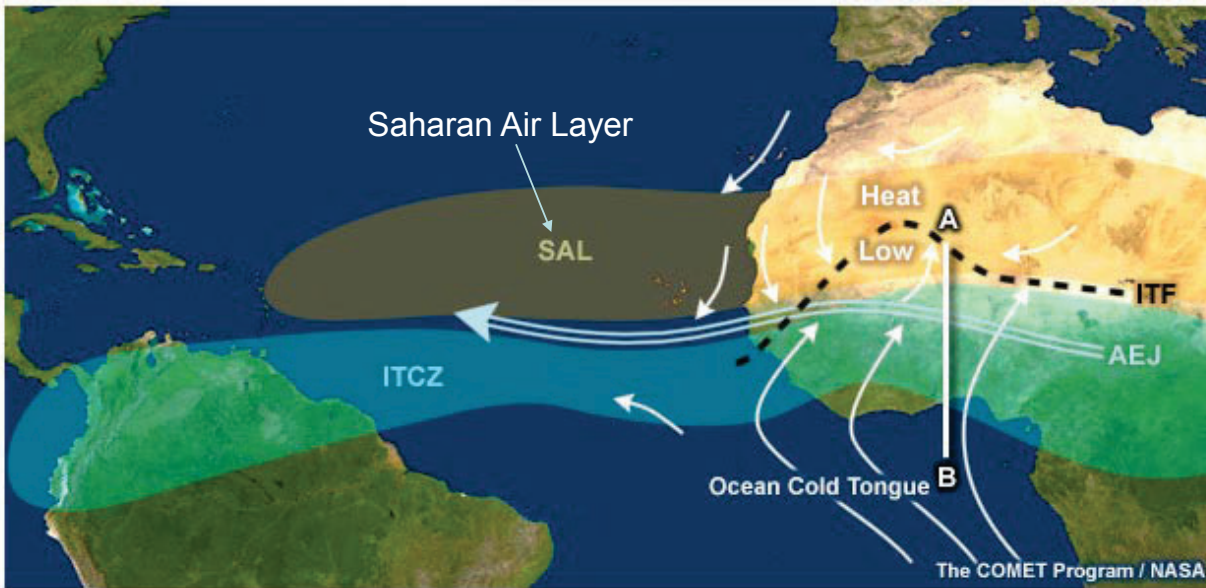 Saharan Air Layer
SAL
Heat
Low
A
ITF
AEJ
ITCZ
B
Ocean Cold Tongue
The COMET Program / NASA